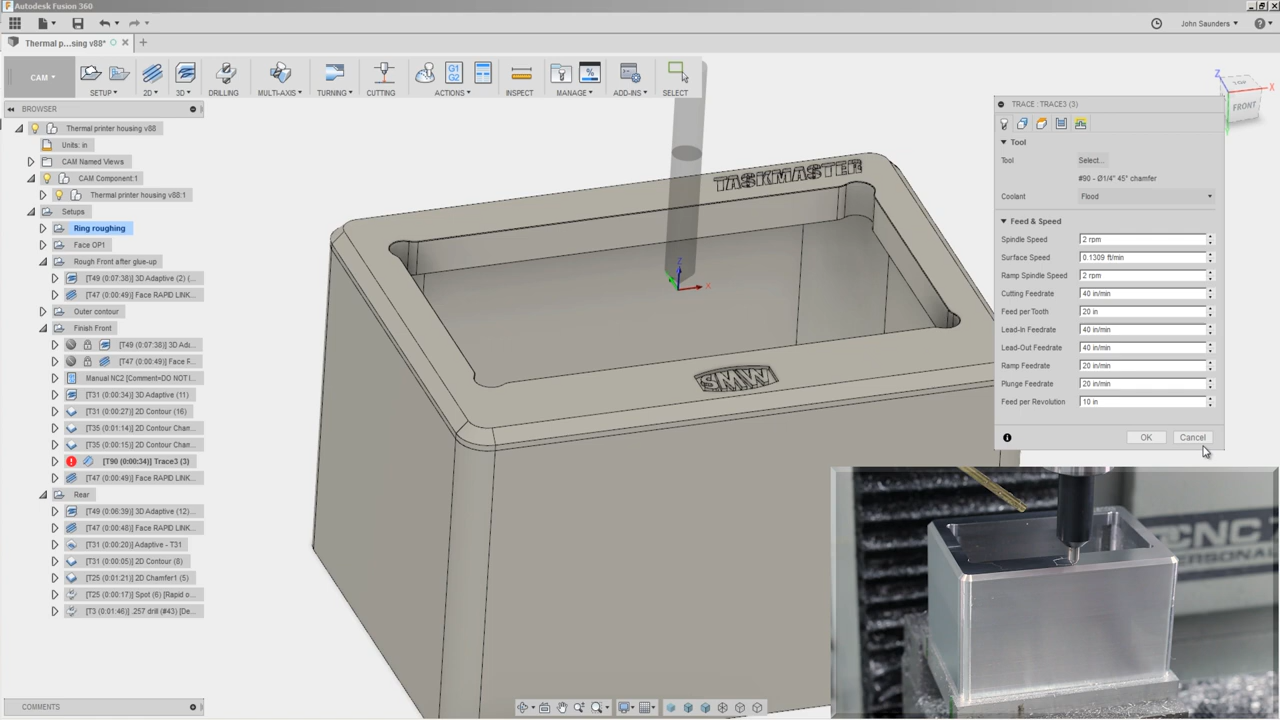 Autodesk Fusion 360
John Saunders
Thermal p...sing v88*
CAM
SETUP
2D
3D
DRILLING
MULTI-AXIS
TURNING
CUTTING
G1
G2
ACTIONS
INSPECT
MANAGE
ADD-INS
SELECT
BROWSER
Thermal printer housing v88
Units: in
CAM Named Views
CAM Component:1
Thermal printer housing v88:1
Setups
Ring roughing
Face OP1
Rough Front after glue-up
[T49 (0:07:38)] 3D Adaptive (2) (...
[T47 (0:00:49)] Face RAPID LINK...
Outer contour
Finish Front
[T49 (0:07:38)] 3D Adc...
[T47 (0:00:49)] Face F...
Manual NC2 [Comment=DO NOT I...
[T31 (0:00:34)] 3D Adaptive (11)
[T31 (0:00:27)] 2D Contour (16)
[T35 (0:01:14)] 2D Contour Chan...
[T35 (0:00:15)] 2D Contour Chan...
[T90 (0:00:34)] Trace3 (3)
[T47 (0:00:49)] Face RAPID LINK...
Rear
[T49 (0:06:39)] 3D Adaptive (12)...
[T47 (0:00:48)] Face RAPID LINK...
[T31 (0:00:20)] Adaptive - T31
[T31 (0:00:05)] 2D Contour (8)
[T25 (0:01:21)] 2D Chamfer1 (5)
[T25 (0:00:17)] Spot (6) [Rapid o...
[T3 (0:01:46)] .257 drill (#43) [De...
COMMENTS
TASKMASTER
SMW
Z
X
Z
TOP
X
FRONT
TRACE : TRACE3 (3)
Tool
Tool Select...
#90 - Ø1/4" 45° chamfer
Coolant Flood
Feed & Speed
Spindle Speed 2 rpm
Surface Speed 0.1309 ft/min
Ramp Spindle Speed 2 rpm
Cutting Feedrate 40 in/min
Feed per Tooth 20 in
Lead-In Feedrate 40 in/min
Lead-Out Feedrate 40 in/min
Ramp Feedrate 20 in/min
Plunge Feedrate 20 in/min
Feed per Revolution 10 in
OK
Cancel
CNC
PERSONAL